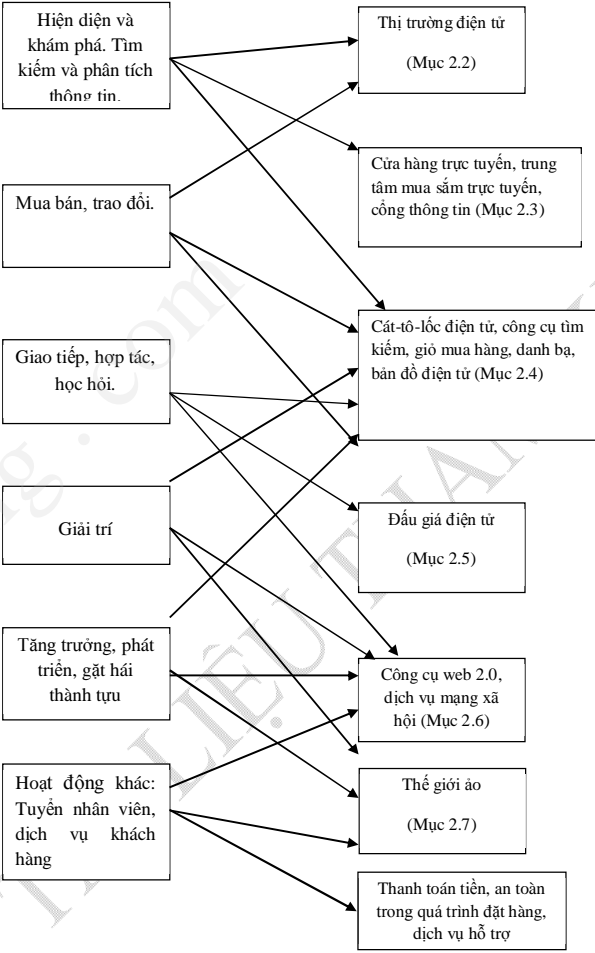 Hiện diện và
khám phá. Tìm
kiếm và phân tích
thông tin.
Thị trường điện tử
(Mục 2.2)
Cửa hàng trực tuyến, trung
tâm mua sắm trực tuyến,
cổng thông tin (Mục 2.3)
Mua bán, trao đổi.
Cát-tô-lốc điện tử, công cụ tìm
kiếm, giỏ mua hàng, danh bạ,
bản đồ điện tử (Mục 2.4)
Giao tiếp, hợp tác,
học hỏi.
Giải trí
Đấu giá điện tử
(Mục 2.5)
Tăng trưởng, phát
triển, gặt hái
thành tựu
Công cụ web 2.0,
dịch vụ mạng xã
hội (Mục 2.6)
Hoạt động khác:
Tuyển nhân viên,
dịch vụ khách
hàng
Thế giới ảo
(Mục 2.7)
Thanh toán tiền, an toàn
trong quá trình đặt hàng,
dịch vụ hỗ trợ